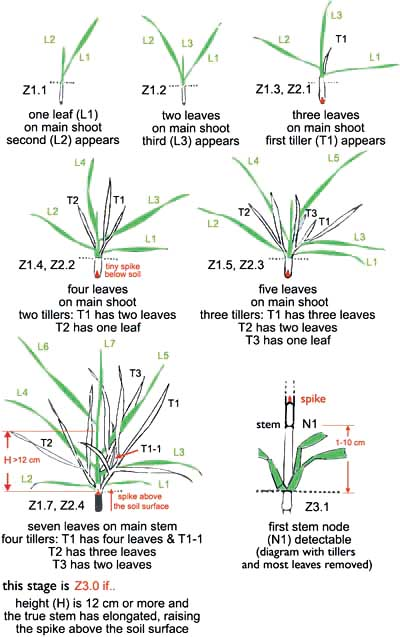 L2
L1
Z1.1
one leaf (L1)
on main shoot
second (L2) appears
L2
L3
L1
Z1.2
two leaves
on main shoot
third (L3) appears
L3
L2
T1
L1
Z1.3, Z2.1
three leaves
on main shoot
first tiller (T1) appears
L4
T2
T1
L3
L2
L1
Z1.4, Z2.2
tiny spike
below soil
four leaves
on main shoot
two tillers: T1 has two leaves
T2 has one leaf
L4
L5
T2
T3
T1
L2
L3
L1
Z1.5, Z2.3
five leaves
on main shoot
three tillers: T1 has three leaves
T2 has two leaves
T3 has one leaf
L6
L7
L5
T3
L4
T1
T2
T1-1
H>12 cm
L3
L2
L1
Z1.7, Z2.4
spike above
the soil surface
seven leaves on main stem
four tillers: T1 has four leaves & T1-1
T2 has three leaves
T3 has two leaves
this stage is Z3.0 if..
height (H) is 12 cm or more and
the true stem has elongated, raising
the spike above the soil surface
spike
stem
N1
1-10 cm
Z3.1
first stem node
(N1) detectable
(diagram with tillers
and most leaves removed)